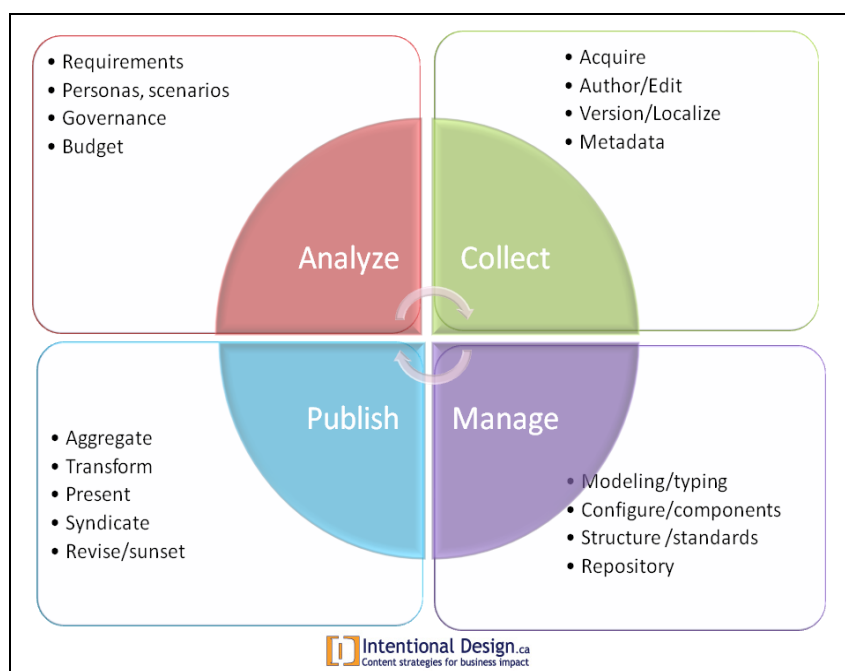 • Requirements
• Personas, scenarios
• Governance
• Budget
• Acquire
• Author/Edit
• Version/Localize
• Metadata
Analyze
Collect
Publish
Manage
• Aggregate
• Transform
• Present
• Syndicate
• Revise/sunset
• Modeling/typing
• Configure/components
• Structure /standards
• Repository
Intentional Design.ca
Content strategies for business impact